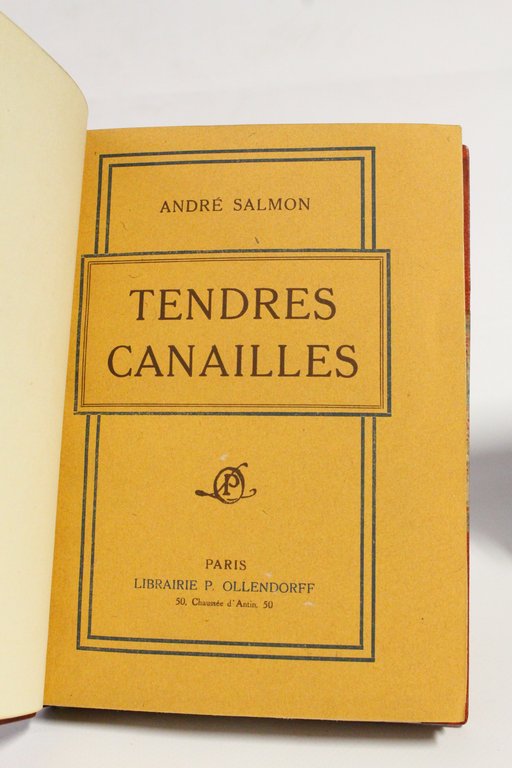 ANDRÉ SALMON
TENDRES
CANAILLES
PARIS
LIBRAIRIE P. OLLENDORFF
50, Chaussée d'Antin, 50